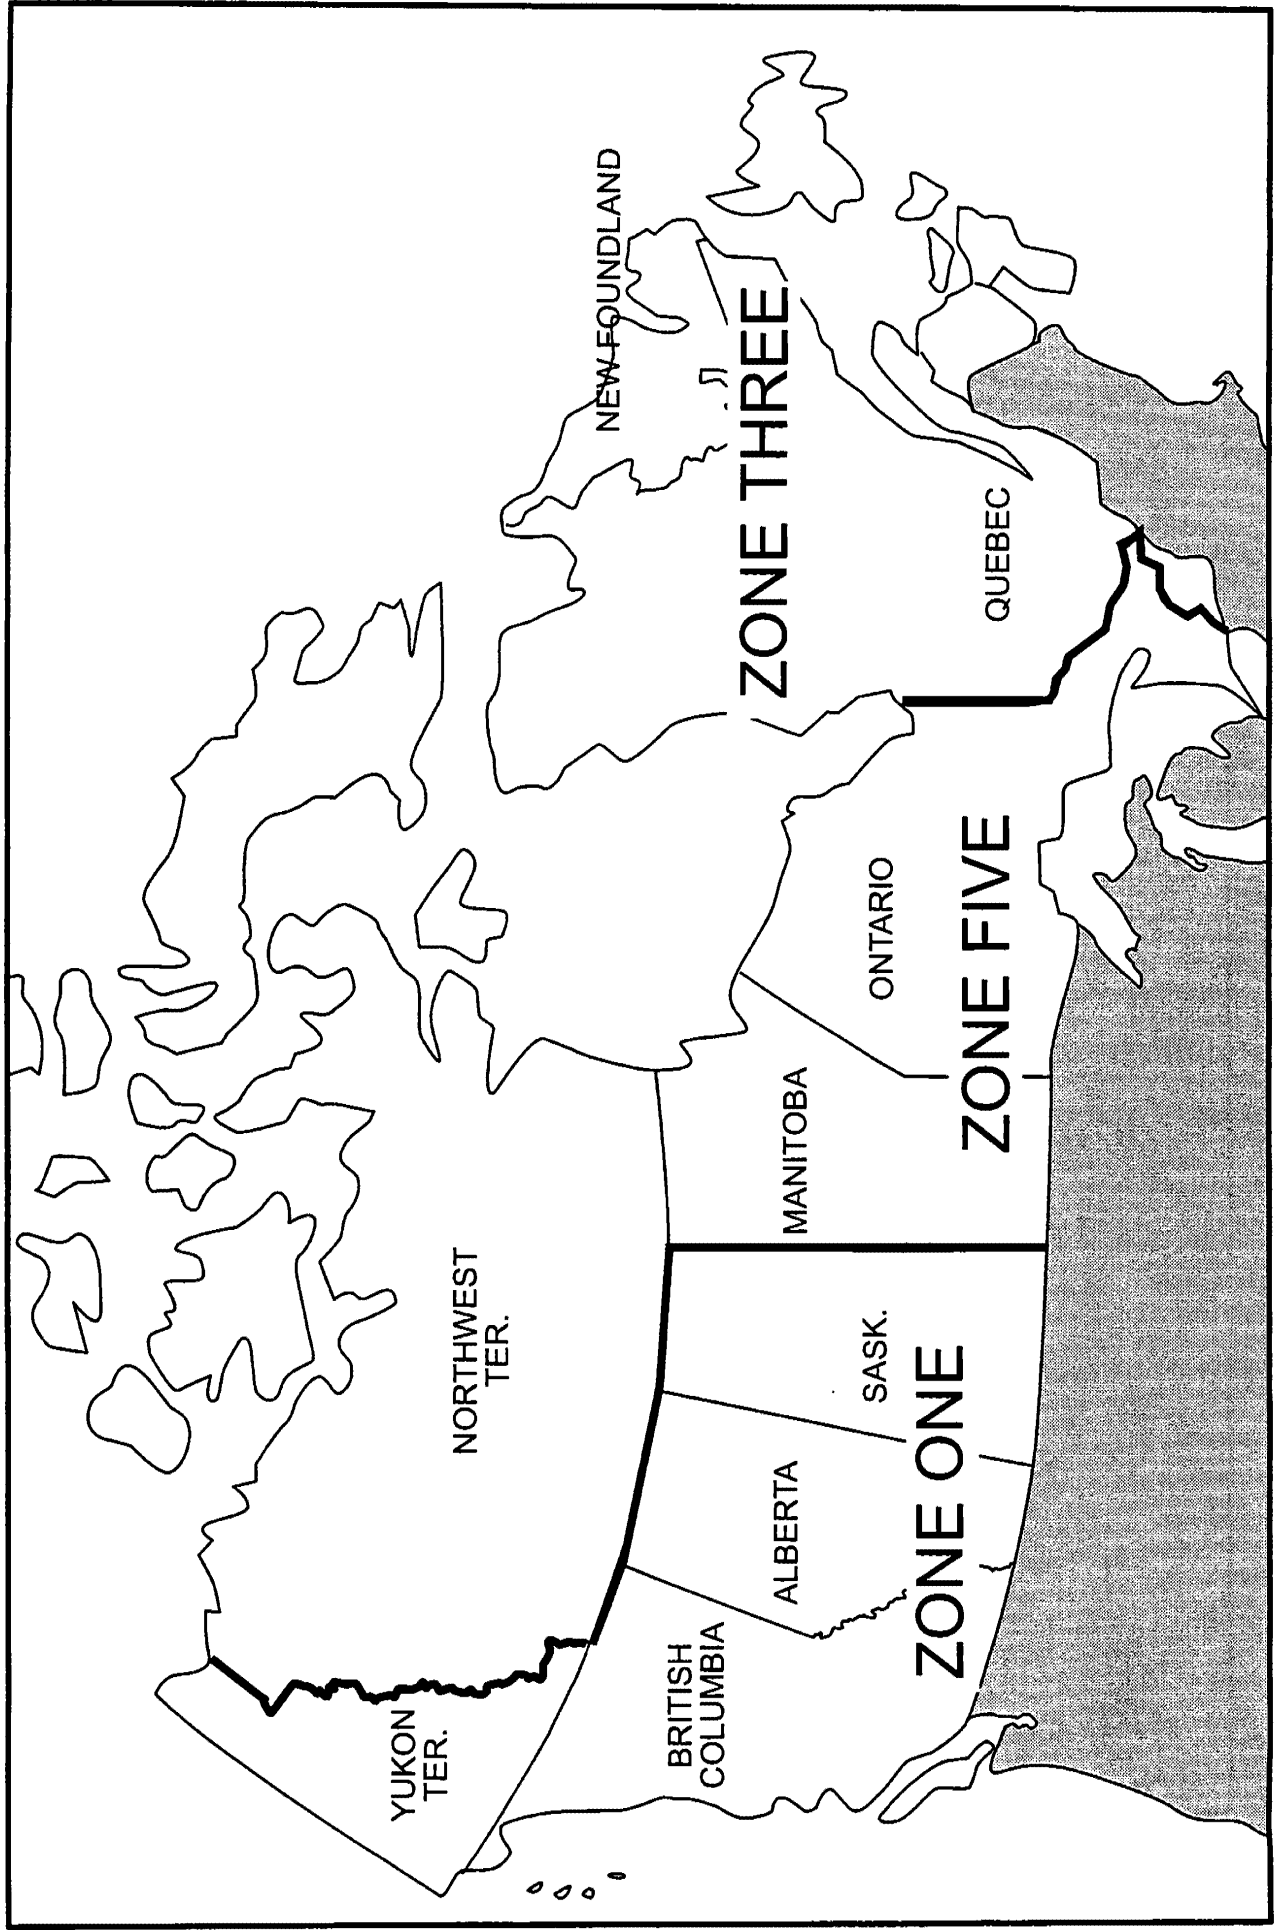 YUKON
TER.
NORTHWEST
TER.
BRITISH
COLUMBIA
ALBERTA
SASK.
MANITOBA
ONTARIO
QUEBEC
NEW FOUNDLAND
ZONE ONE
ZONE FIVE
ZONE THREE